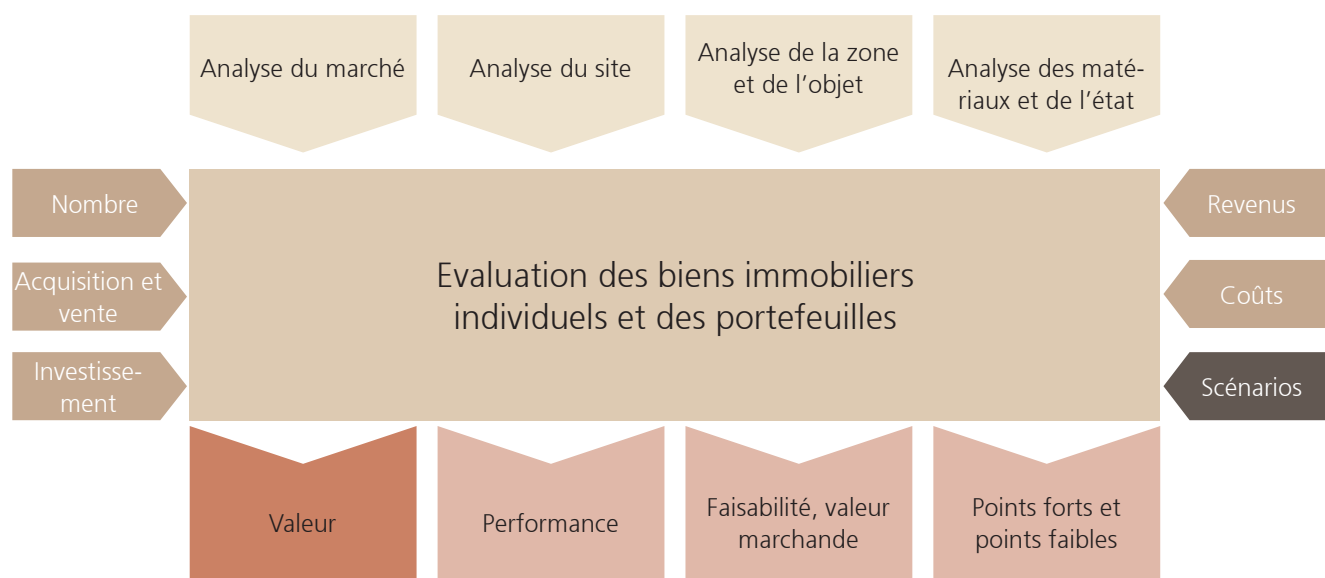 Analyse du marché
Analyse du site
Analyse de la zone
et de l'objet
Analyse des maté-
riaux et de l'état
Nombre
Acquisition et
vente
Investisse-
ment
Evaluation des biens immobiliers
individuels et des portefeuilles
Revenus
Coûts
Scénarios
Valeur
Performance
Faisabilité, valeur
marchande
Points forts et
points faibles